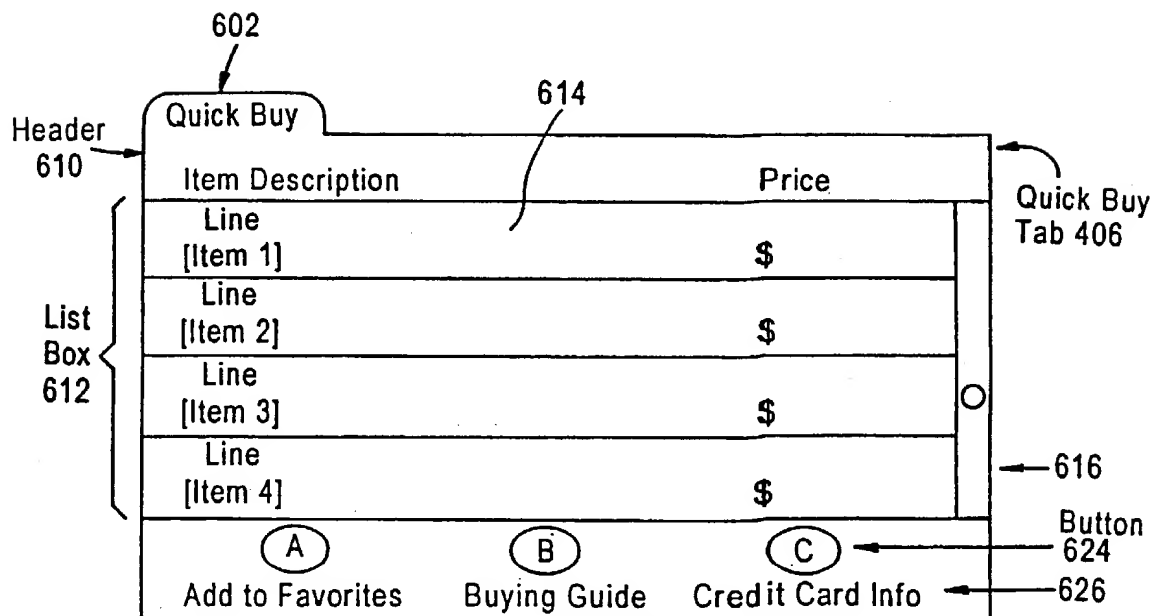 602
Quick Buy
614
Header
610
Item Description Price
Quick Buy
Tab 406
Line
[Item 1] $
Line
[Item 2] $
List
Box
612
Line
[Item 3] $
Line
[Item 4] $
616
A B C
Button
624
Add to Favorites Buying Guide Credit Card Info
626